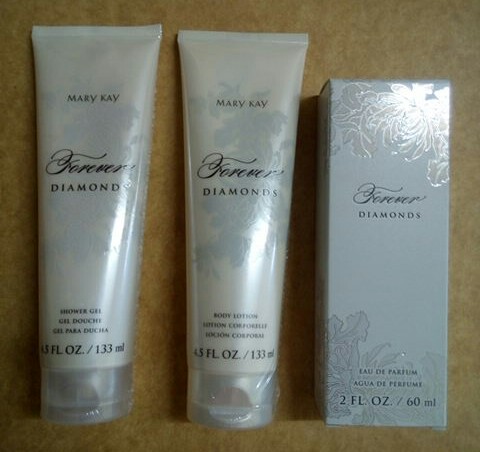 MARY KAY
Forever
DIAMONDS
SHOWER GEL
GEL DOUCHE
GEL PARA DUCHA
4.5 FL. OZ. / 133 ml
MARY KAY
Forever
DIAMONDS
BODY LOTION
LOTION CORPORELLE
LOCIÓN CORPORAL
4.5 FL. OZ. / 133 ml
Forever
DIAMONDS
EAU DE PARFUM
AGUA DE PERFUME
2 FL. OZ. / 60 ml